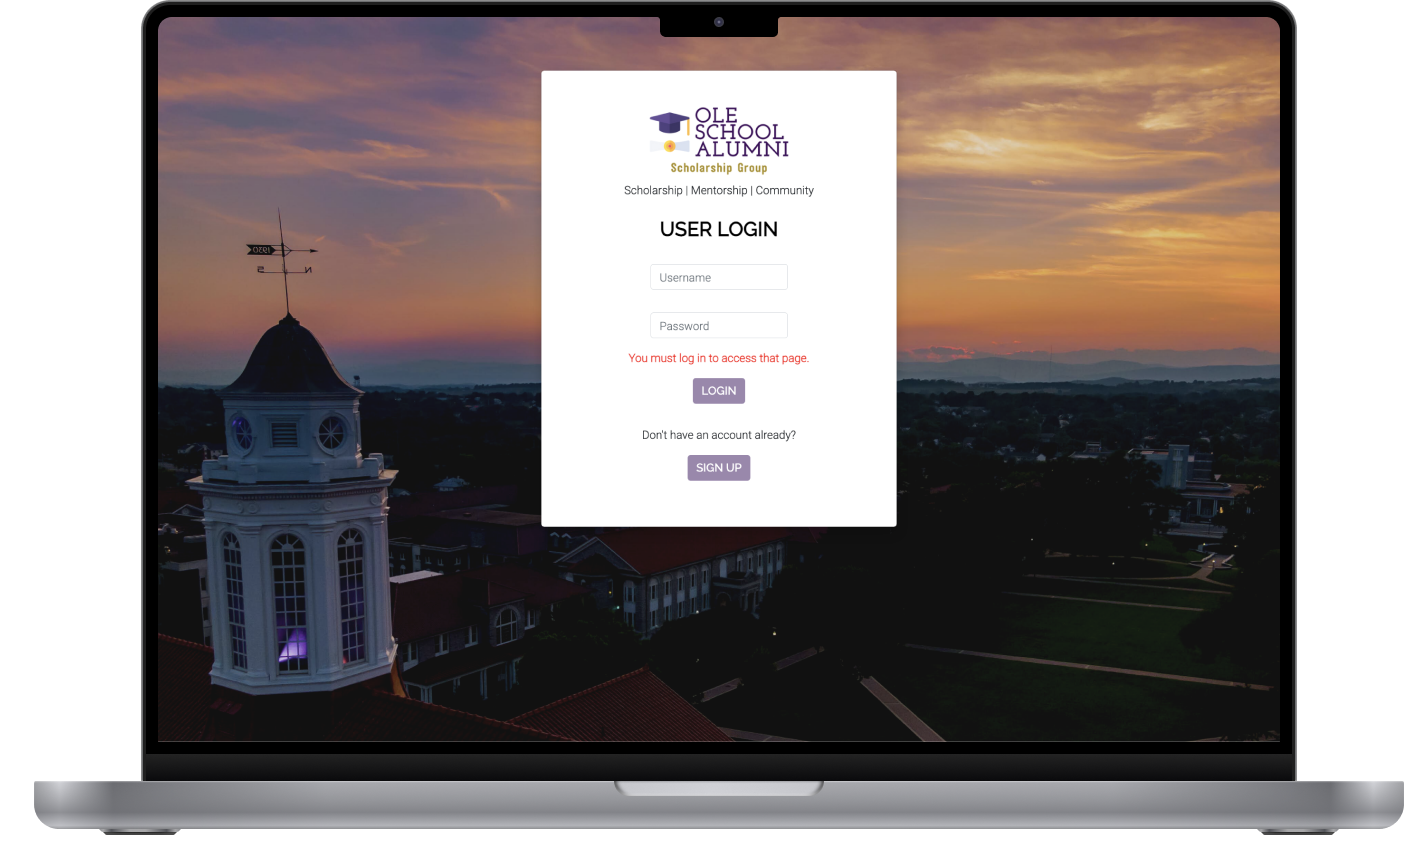 OLE
SCHOOL
ALUMNI
Scholarship Group
Scholarship | Mentorship | Community
USER LOGIN
Username
Password
You must log in to access that page.
LOGIN
Don't have an account already?
SIGN UP
1930
S N